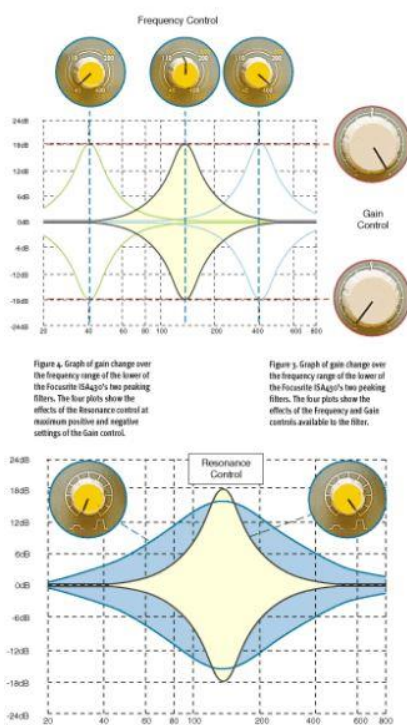 Frequency Control
24dB
18dB
12dB
6dB
0dB
-6dB
-12dB
-18dB
-24dB
20
40
60
80
100
200
400
600
800
Gain
Control
Figure 4. Graph of gain change over
the frequency range of the lower of
the Focusrite ISA430's two peaking
filters. The four plots show the
effects of the Resonance control at
maximum positive and negative
settings of the Gain control.
Figure 3. Graph of gain change over
the frequency range of the lower of
the Focusrite ISA430's two peaking
filters. The four plots show the
effects of the Frequency and Gain
controls available to the filter.
Resonance
Control
24dB
18dB
12dB
6dB
0dB
-6dB
-12dB
-18dB
-24dB
20
40
60
80
100
200
400
600
800